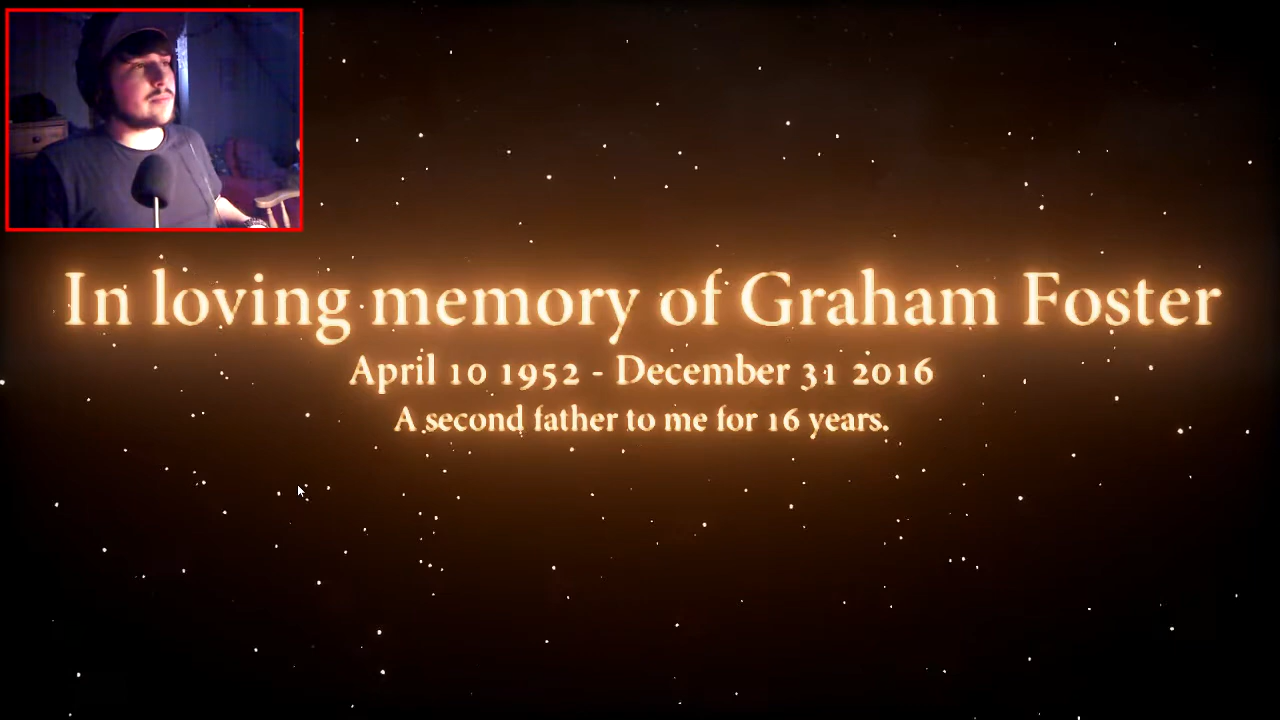 In loving memory of Graham Foster
April 10 1952 - December 31 2016
A second father to me for 16 years.